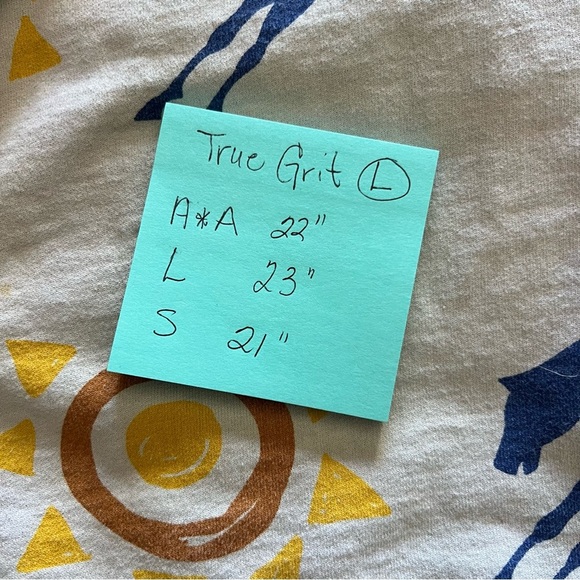 True Grit L
A*A 22"
L 23"
S 21"